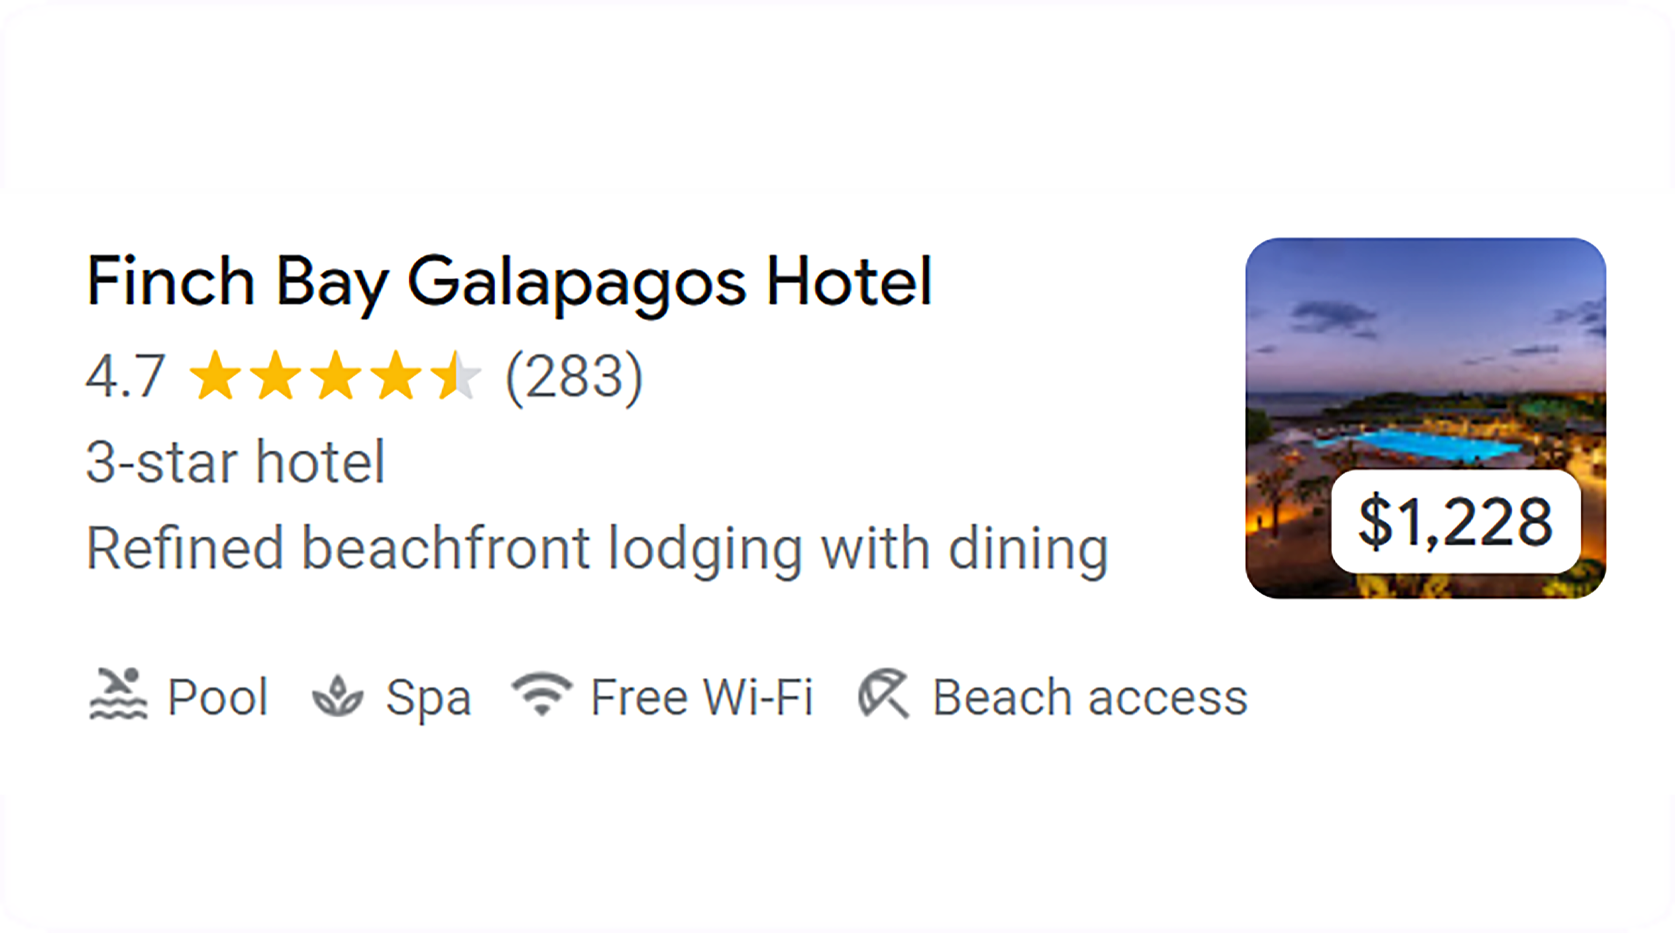 Finch Bay Galapagos Hotel
4.7 (283)
3-star hotel
Refined beachfront lodging with dining
$1,228
Pool Spa Free Wi-Fi Beach access